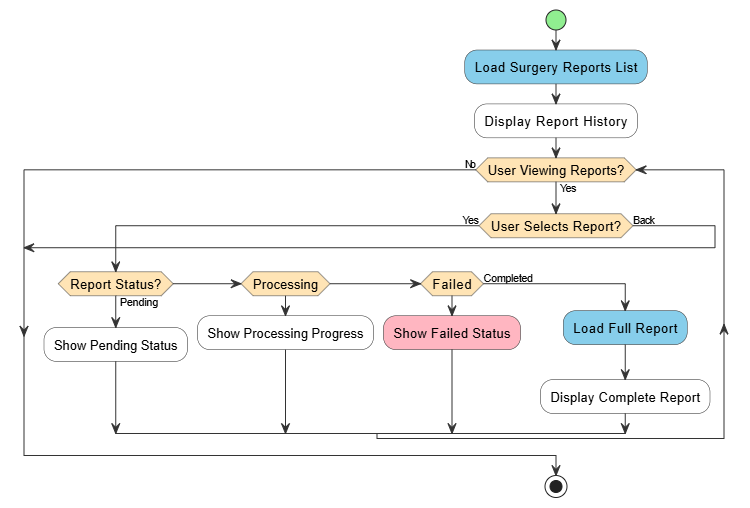 Load Surgery Reports List
Display Report History
No
User Viewing Reports?
Yes
Yes
User Selects Report?
Back
Report Status?
Processing
Failed
Completed
Pending
Show Pending Status
Show Processing Progress
Show Failed Status
Load Full Report
Display Complete Report